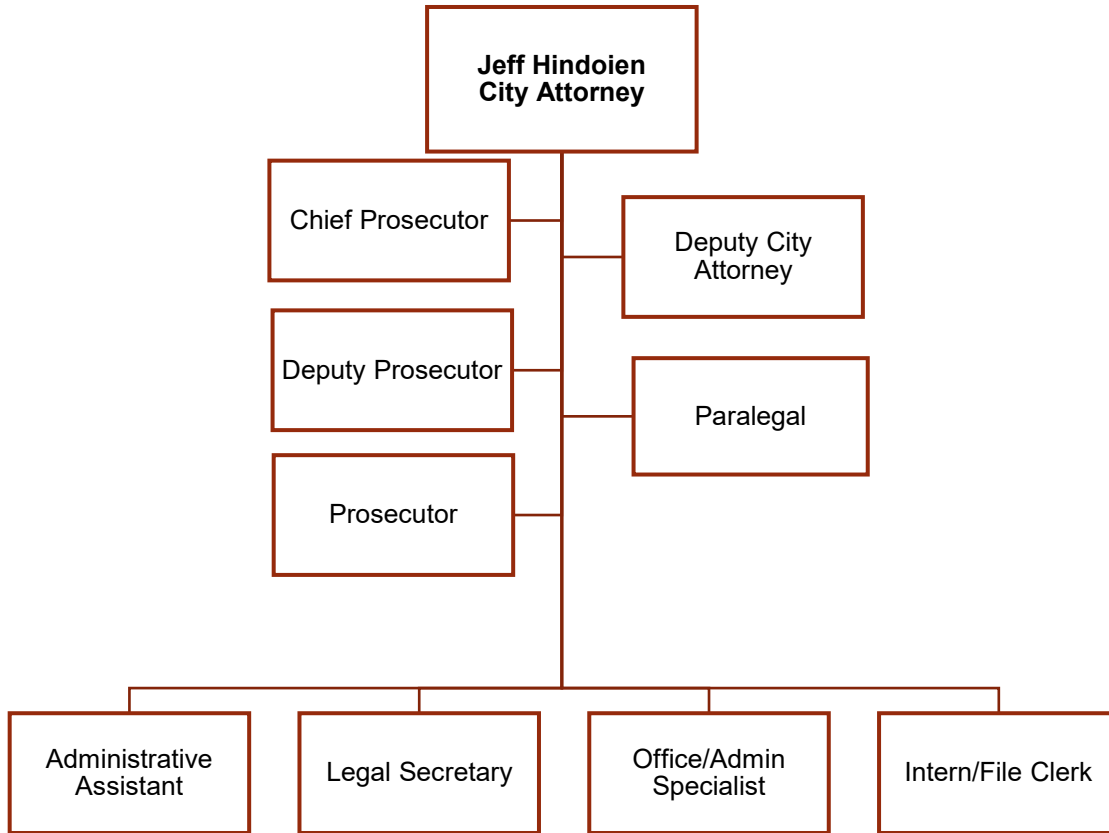 Jeff Hindoien
City Attorney
Chief Prosecutor
Deputy City
Attorney
Deputy Prosecutor
Paralegal
Prosecutor
Administrative
Assistant
Legal Secretary
Office/Admin
Specialist
Intern/File Clerk